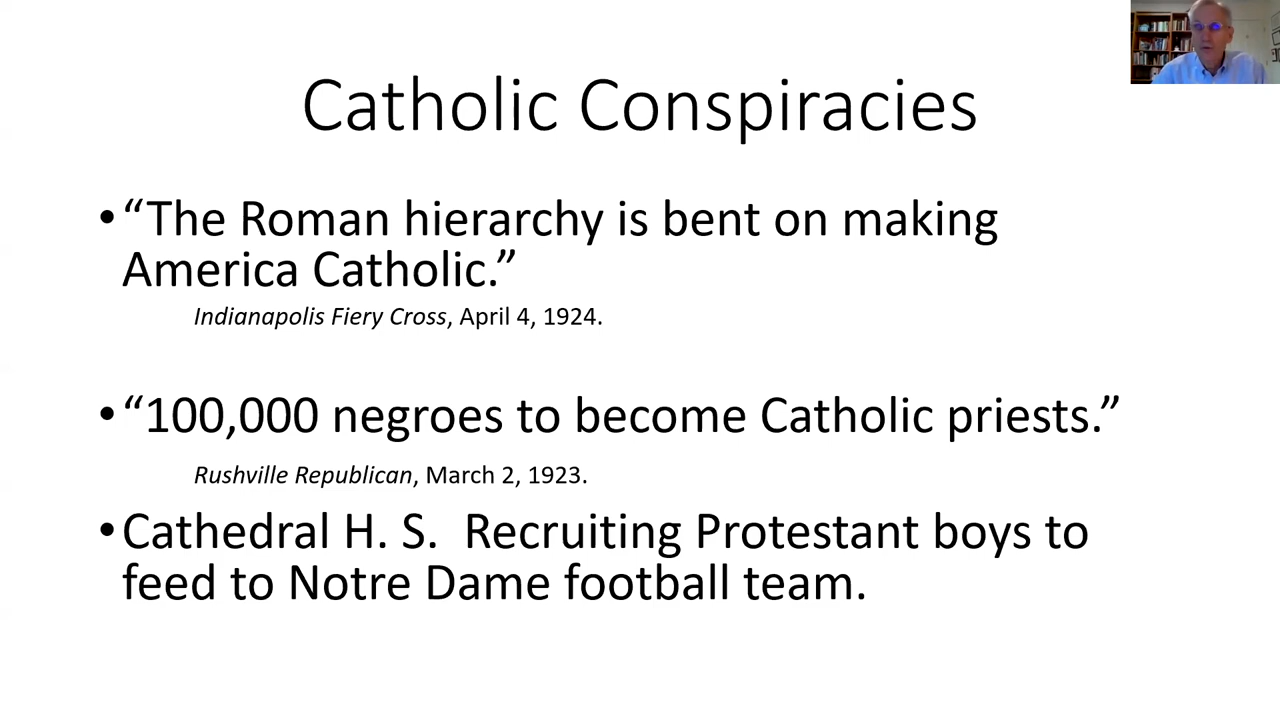 Catholic Conspiracies
• “The Roman hierarchy is bent on making
America Catholic.”
Indianapolis Fiery Cross, April 4, 1924.
• “100,000 negroes to become Catholic priests.”
Rushville Republican, March 2, 1923.
• Cathedral H. S.  Recruiting Protestant boys to
feed to Notre Dame football team.